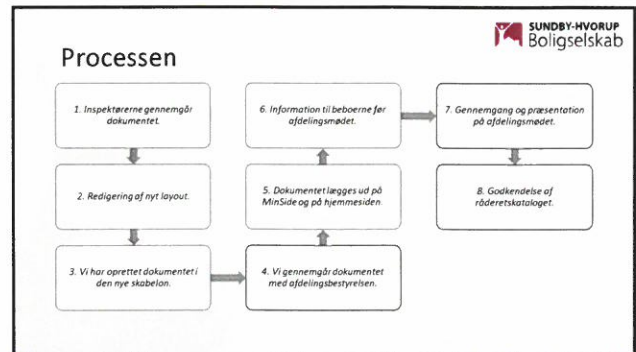 SUNDBY-HVORUP
Boligselskab
Processen
1. Inspektørerne gennemgår
dokumentet.
2. Redigering af nyt layout.
3. Vi har oprettet dokumentet i
den nye skabelon.
4. Vi gennemgår dokumentet
med afdelingsbestyrelsen.
5. Dokumentet lægges ud på
MinSide og på hjemmesiden.
6. Information til beboerne før
afdelingsmødet.
7. Gennemgang og præsentation
på afdelingsmødet.
8. Godkendelse af
råderetskataloget.